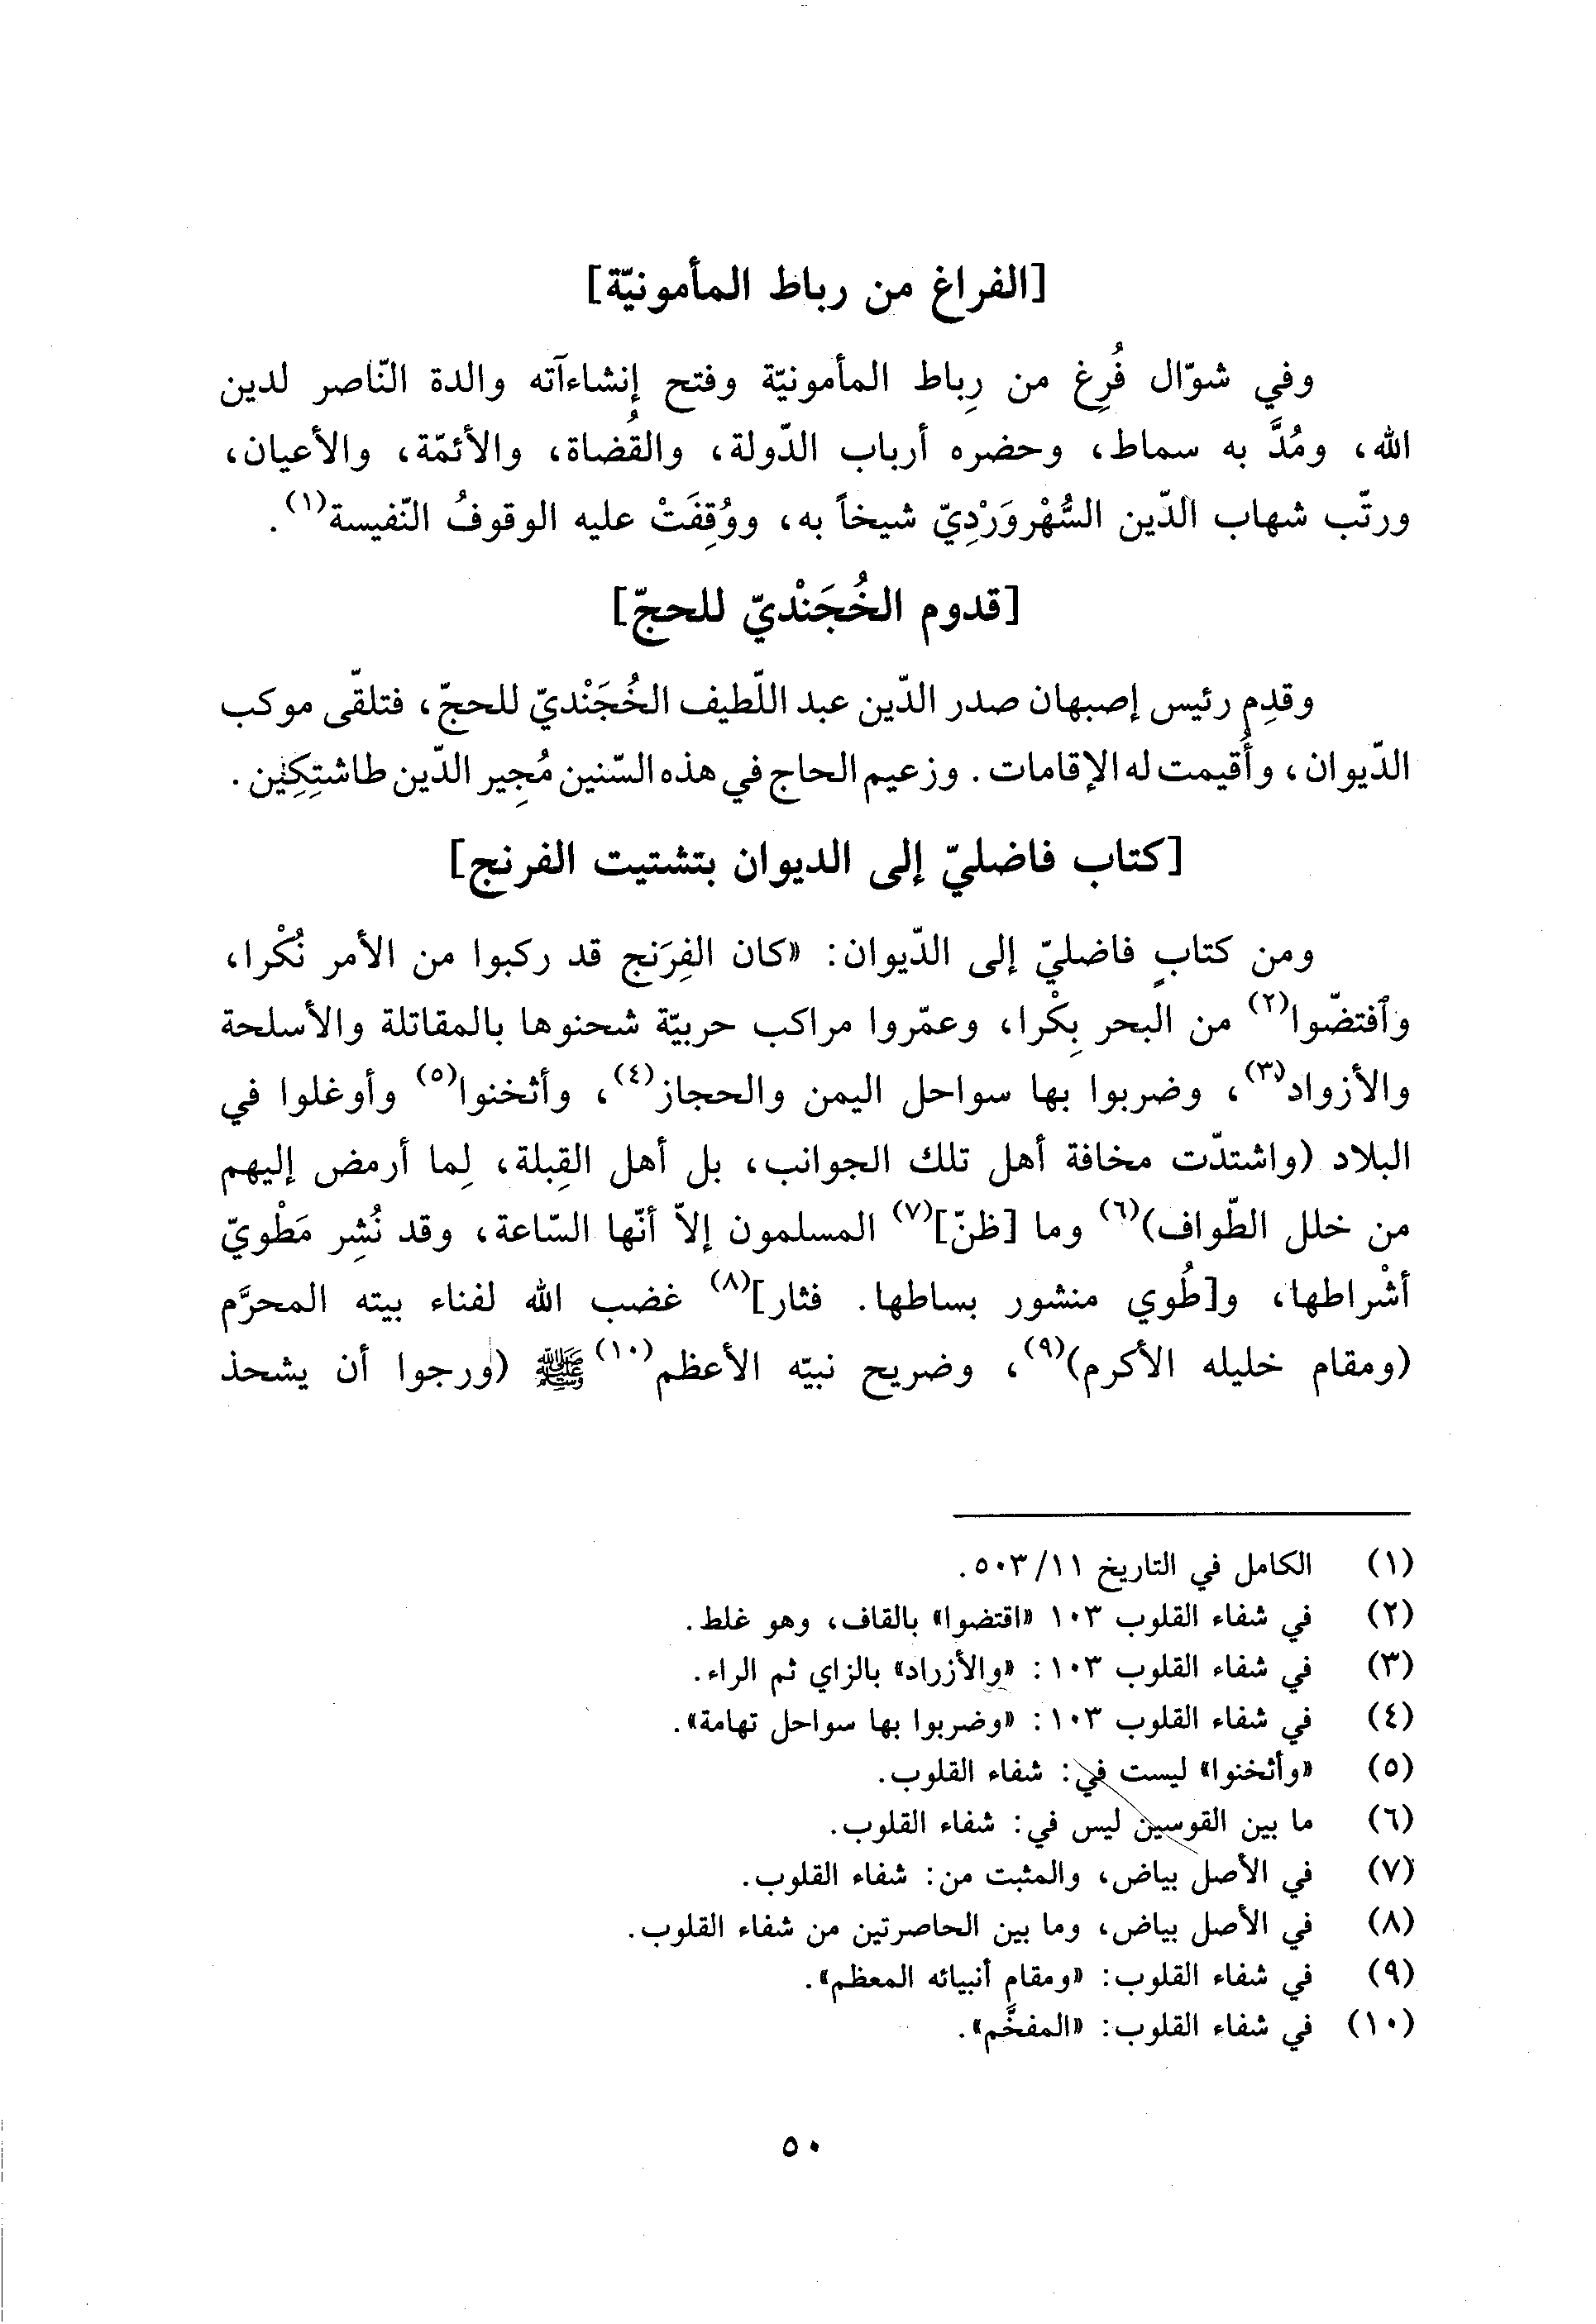 [الفراغ من رباط المأمونيّة]
وفي شوّال فُرِغ من رِباط المأمونيّة وفتح إنشاءآته والدة النّاصر لدين
الله، ومُدَّ به سماط، وحضره أرباب الدّولة، والقُضاة، والأئمّة، والأعيان،
ورتّب شهاب الدّين السُّهْرِوَرْدِيّ شيخاً به، ووُقِفَتْ عليه الوقوفُ النّفيسة(١).
[قدوم الخُجَنْديّ للحجّ]
وقدِم رئيس إصبهان صدر الدّين عبد اللّطيف الخُجَنْديّ للحجّ، فتلقّى موكب
الدّيوان، وأُقيمت له الإقامات. وزعيم الحاج في هذه السّنين مُجِير الدّين طاشتِكِين.
[كتاب فاضليّ إلى الديوان بتشتيت الفرنج]
ومن كتابٍ فاضليّ إلى الدّيوان: «كان الفِرَنج قد ركبوا من الأمر نُكْرا،
وٱفتضّوا(٢) من البحر بِكْرا، وعمّروا مراكب حربيّة شحنوها بالمقاتلة والأسلحة
والأزواد(٣)، وضربوا بها سواحل اليمن والحجاز(٤)، وأثخنوا(٥) وأوغلوا في
البلاد (واشتدّت مخافة أهل تلك الجوانب، بل أهل القِبلة، لِما أرمض إليهم
من خلل الطّواف)(٦) وما [ظنّ](٧) المسلمون إلاّ أنّها السّاعة، وقد نُشِر مَطْويّ
أشْراطها، و[طُوي منشور بساطها. فثار](٨) غضب الله لفناء بيته المحرَّم
(ومقام خليله الأكرم)(٩)، وضريح نبيّه الأعظم(١٠) ﷺ (ورجوا أن يشحذ
(١) الكامل في التاريخ ١١/ ٥٠٣.
(٢) في شفاء القلوب ١٠٣ «اقتضوا» بالقاف، وهو غلط.
(٣) في شفاء القلوب ١٠٣: «والأزراد» بالزاي ثم الراء.
(٤) في شفاء القلوب ١٠٣: «وضربوا بها سواحل تهامة».
(٥) «وأثخنوا» ليست في: شفاء القلوب.
(٦) ما بين القوسين ليس في: شفاء القلوب.
(٧) في الأصل بياض، والمثبت من: شفاء القلوب.
(٨) في الأصل بياض، وما بين الحاصرتين من شفاء القلوب.
(٩) في شفاء القلوب: «ومقام أنبيائه المعظم».
(١٠) في شفاء القلوب: «المفخَّم».
٥٠